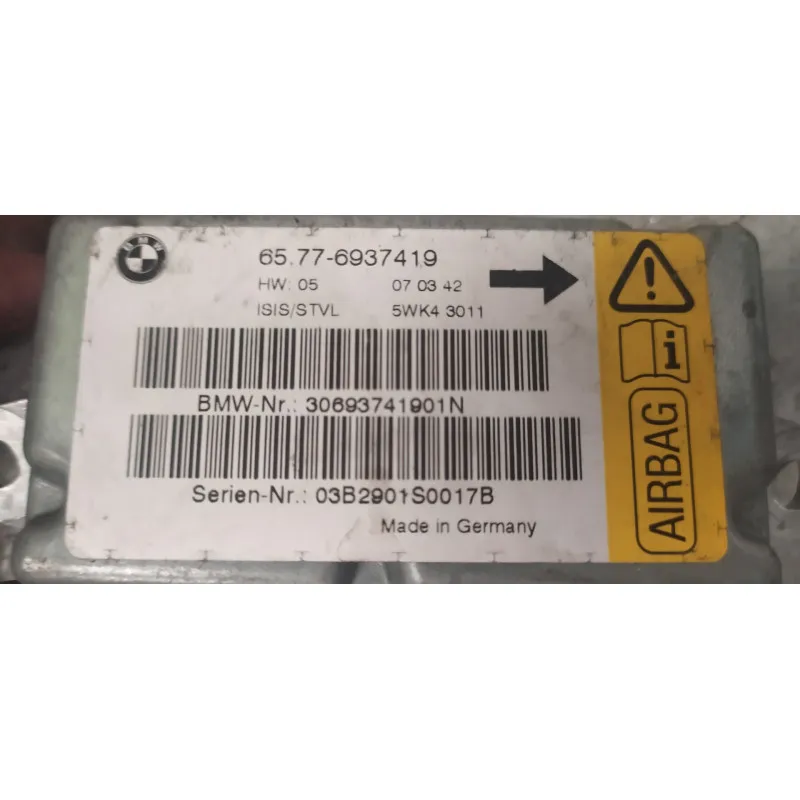 BMW
65.77-6937419
HW: 05 07 03 42
ISIS/STVL 5WK4 3011
BMW-Nr.: 30693741901N
Serien-Nr.: 03B2901S0017B
Made in Germany
i
AIRBAG